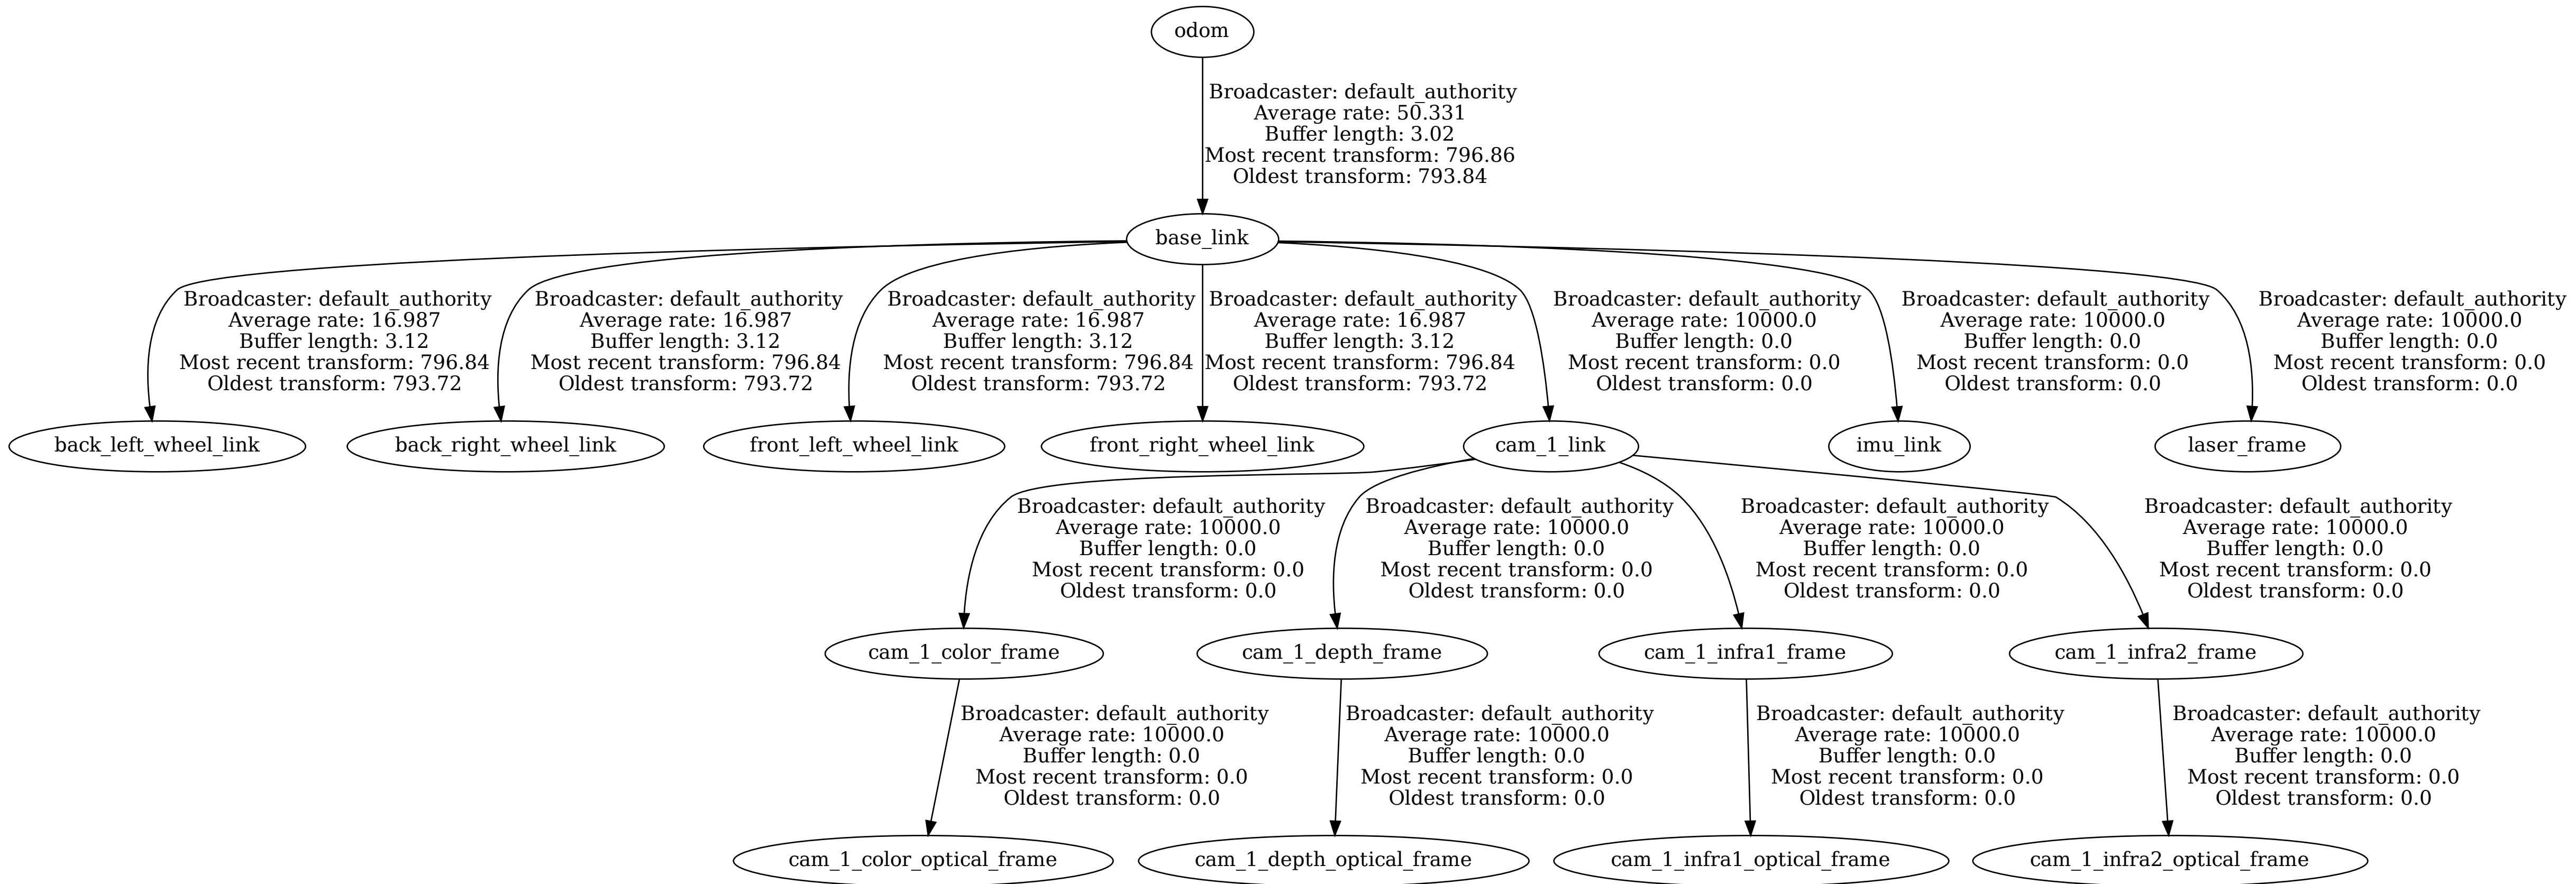 odom
Broadcaster: default_authority
Average rate: 50.331
Buffer length: 3.02
Most recent transform: 796.86
Oldest transform: 793.84
base_link
Broadcaster: default_authority
Average rate: 16.987
Buffer length: 3.12
Most recent transform: 796.84
Oldest transform: 793.72
Broadcaster: default_authority
Average rate: 16.987
Buffer length: 3.12
Most recent transform: 796.84
Oldest transform: 793.72
Broadcaster: default_authority
Average rate: 16.987
Buffer length: 3.12
Most recent transform: 796.84
Oldest transform: 793.72
Broadcaster: default_authority
Average rate: 16.987
Buffer length: 3.12
Most recent transform: 796.84
Oldest transform: 793.72
Broadcaster: default_authority
Average rate: 10000.0
Buffer length: 0.0
Most recent transform: 0.0
Oldest transform: 0.0
Broadcaster: default_authority
Average rate: 10000.0
Buffer length: 0.0
Most recent transform: 0.0
Oldest transform: 0.0
Broadcaster: default_authority
Average rate: 10000.0
Buffer length: 0.0
Most recent transform: 0.0
Oldest transform: 0.0
back_left_wheel_link
back_right_wheel_link
front_left_wheel_link
front_right_wheel_link
cam_1_link
imu_link
laser_frame
Broadcaster: default_authority
Average rate: 10000.0
Buffer length: 0.0
Most recent transform: 0.0
Oldest transform: 0.0
Broadcaster: default_authority
Average rate: 10000.0
Buffer length: 0.0
Most recent transform: 0.0
Oldest transform: 0.0
Broadcaster: default_authority
Average rate: 10000.0
Buffer length: 0.0
Most recent transform: 0.0
Oldest transform: 0.0
Broadcaster: default_authority
Average rate: 10000.0
Buffer length: 0.0
Most recent transform: 0.0
Oldest transform: 0.0
cam_1_color_frame
cam_1_depth_frame
cam_1_infra1_frame
cam_1_infra2_frame
Broadcaster: default_authority
Average rate: 10000.0
Buffer length: 0.0
Most recent transform: 0.0
Oldest transform: 0.0
Broadcaster: default_authority
Average rate: 10000.0
Buffer length: 0.0
Most recent transform: 0.0
Oldest transform: 0.0
Broadcaster: default_authority
Average rate: 10000.0
Buffer length: 0.0
Most recent transform: 0.0
Oldest transform: 0.0
Broadcaster: default_authority
Average rate: 10000.0
Buffer length: 0.0
Most recent transform: 0.0
Oldest transform: 0.0
cam_1_color_optical_frame
cam_1_depth_optical_frame
cam_1_infra1_optical_frame
cam_1_infra2_optical_frame